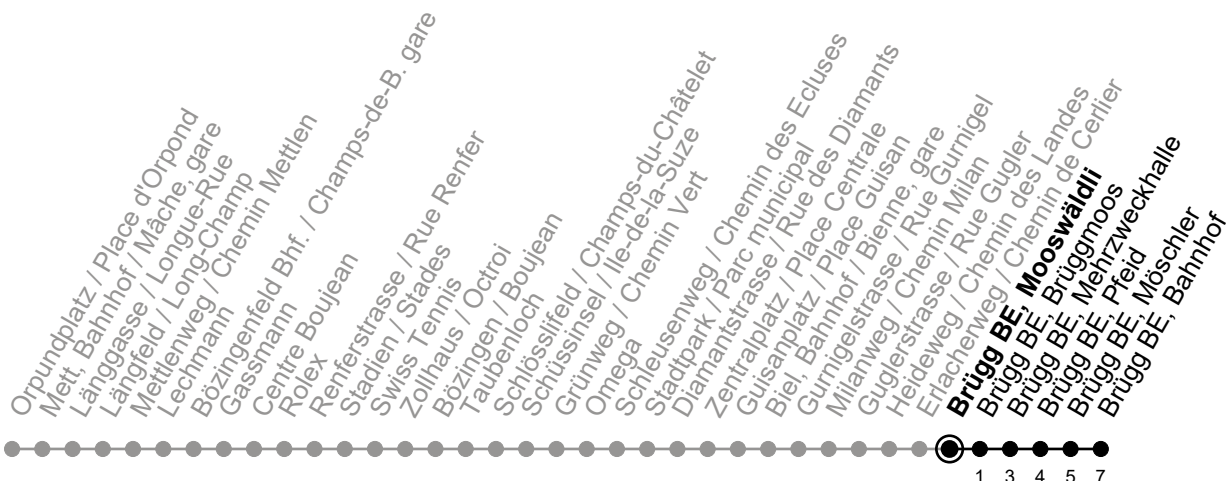 Orpundplatz / Place d'Orpond
Mett, Bahnhof / Mâche, gare
Länggasse / Longue-Rue
Längfeld / Long-Champ
Mettlenweg / Chemin Mettlen
Lechmann
Bözingenfeld Bhf. / Champs-de-B. gare
Gassmann
Centre Boujean
Rolex
Renferstrasse / Rue Renfer
Stadien / Stades
Swiss Tennis
Zollhaus / Octroi
Bözingen / Boujean
Taubenloch
Schlösslifeld / Champs-du-Châtelet
Schüssinsel / Ile-de-la-Suze
Grünweg / Chemin Vert
Omega
Schleusenweg / Chemin des Ecluses
Stadtpark / Parc municipal
Diamantstrasse / Rue des Diamants
Zentralplatz / Place Centrale
Guisanplatz / Place Guisan
Biel, Bahnhof / Bienne, gare
Gurnigelstrasse / Rue Gurnigel
Milanweg / Chemin Milan
Guglerstrasse / Rue Gugler
Heideweg / Chemin des Landes
Erlachenweg / Chemin de Cerlier
Brügg BE, Mooswäldli
Brügg BE, Brüggmoos
Brügg BE, Mehrzweckhalle
Brügg BE, Pfeid
Brügg BE, Möschler
Brügg BE, Bahnhof
1 3 4 5 7